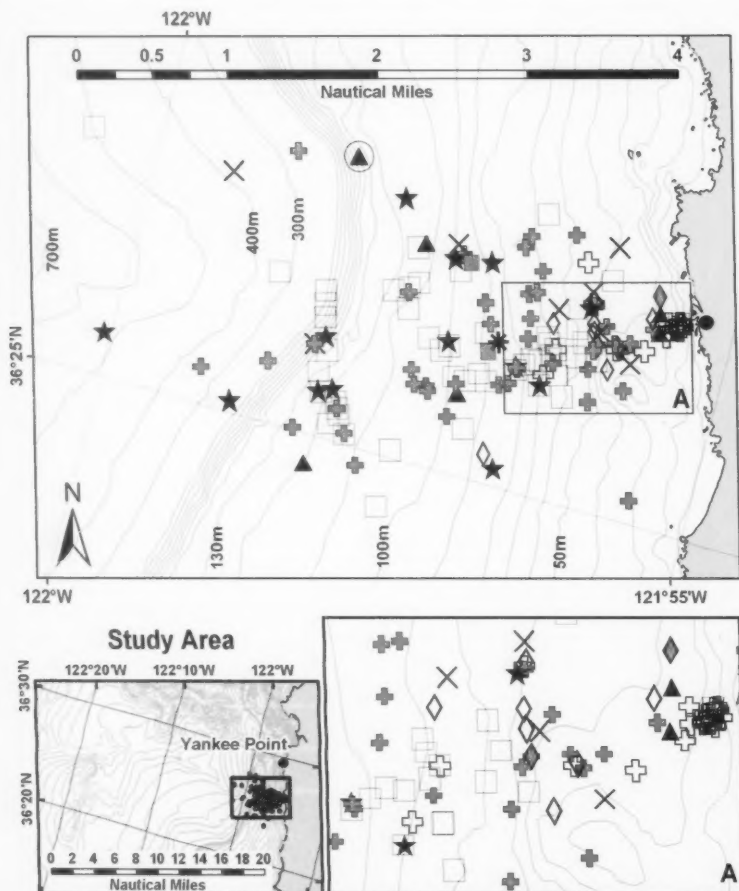 122°W
0 0.5 1 2 3 4
Nautical Miles
700m
400m
300m
36°25'N
A
N
130m
100m
50m
122°W
121°55'W
Study Area
122°20'W 122°10'W 122°W
36°30'N
Yankee Point
36°20'N
0 2 4 6 8 10 12 14 16 18 20
Nautical Miles
A